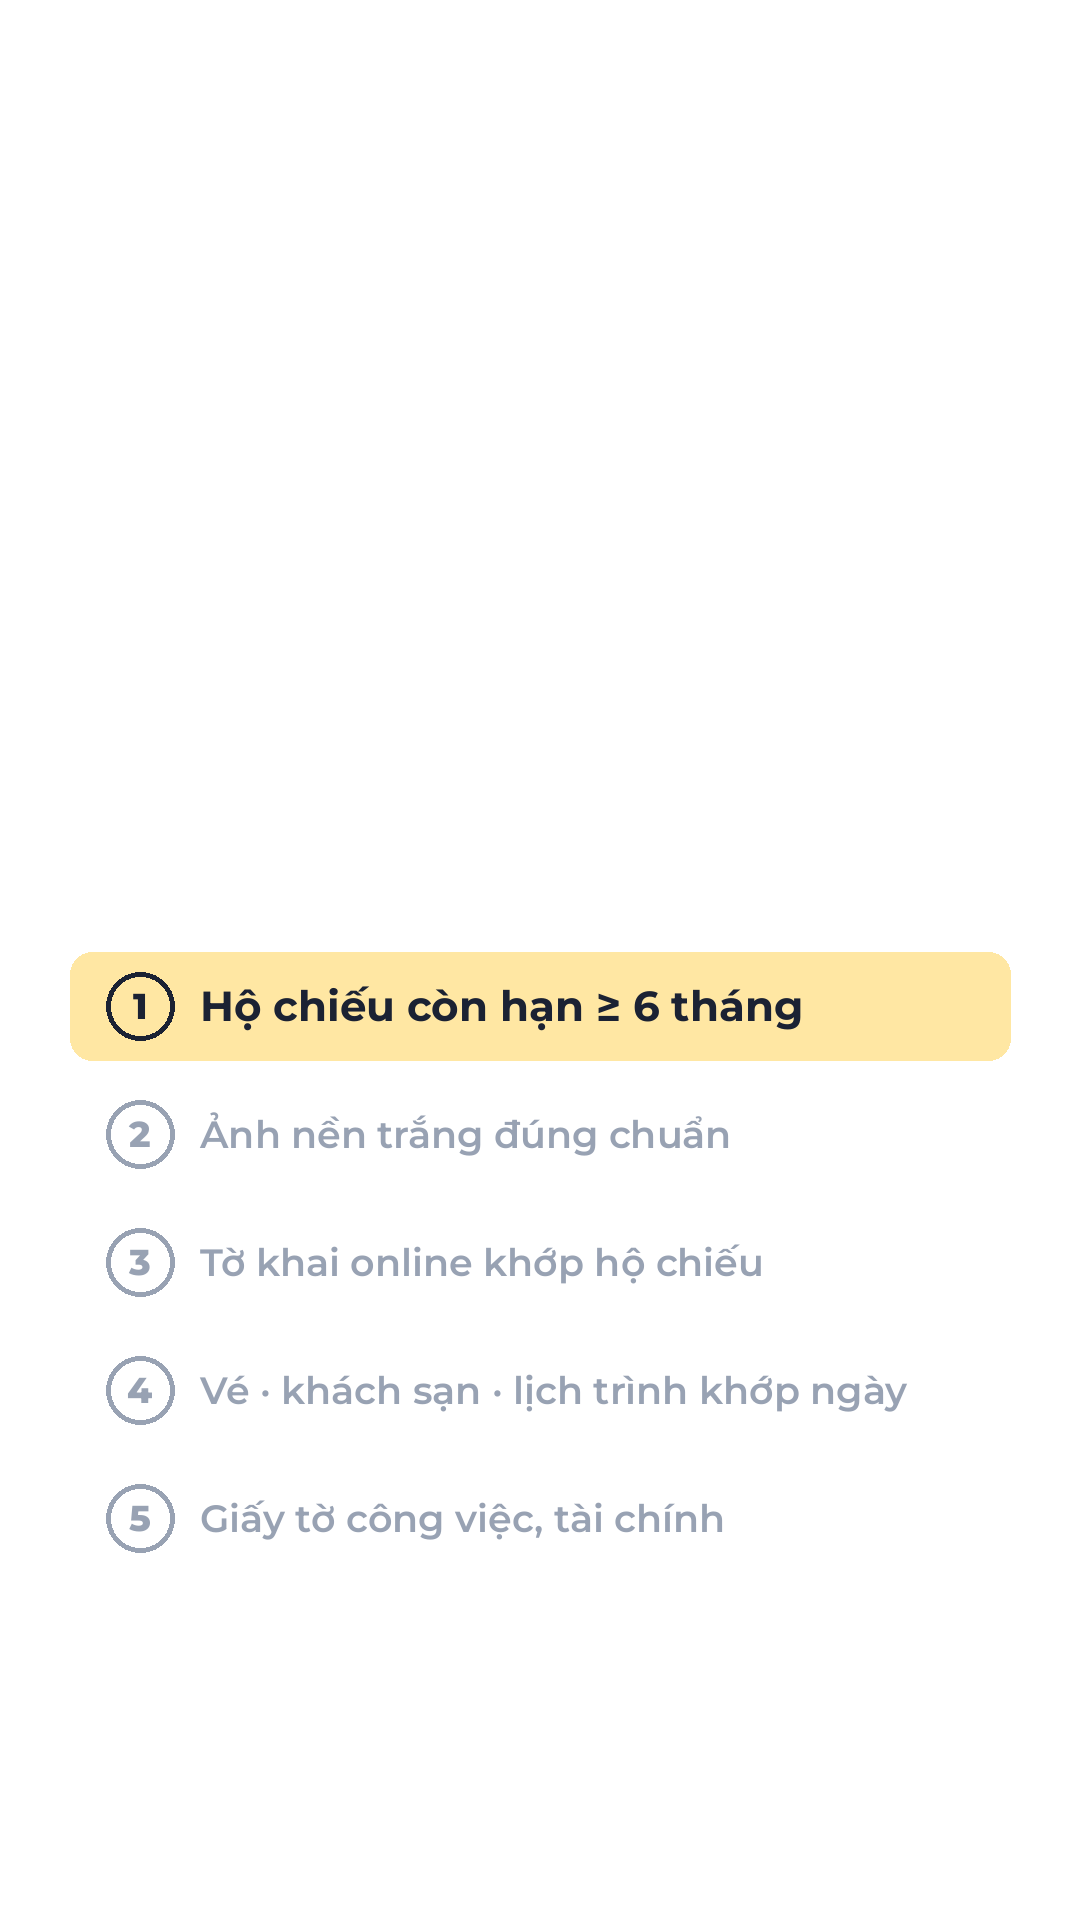 1 Hộ chiếu còn hạn ≥ 6 tháng
2 Ảnh nền trắng đúng chuẩn
3 Tờ khai online khớp hộ chiếu
4 Vé · khách sạn · lịch trình khớp ngày
5 Giấy tờ công việc, tài chính